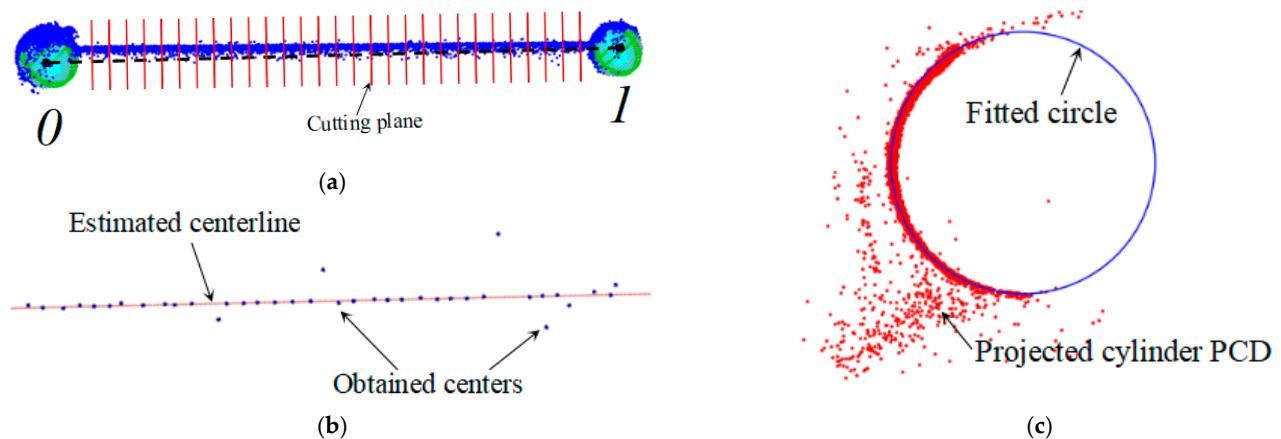 0
1
Cutting plane
(a)
Estimated centerline
Obtained centers
(b)
Fitted circle
Projected cylinder PCD
(c)